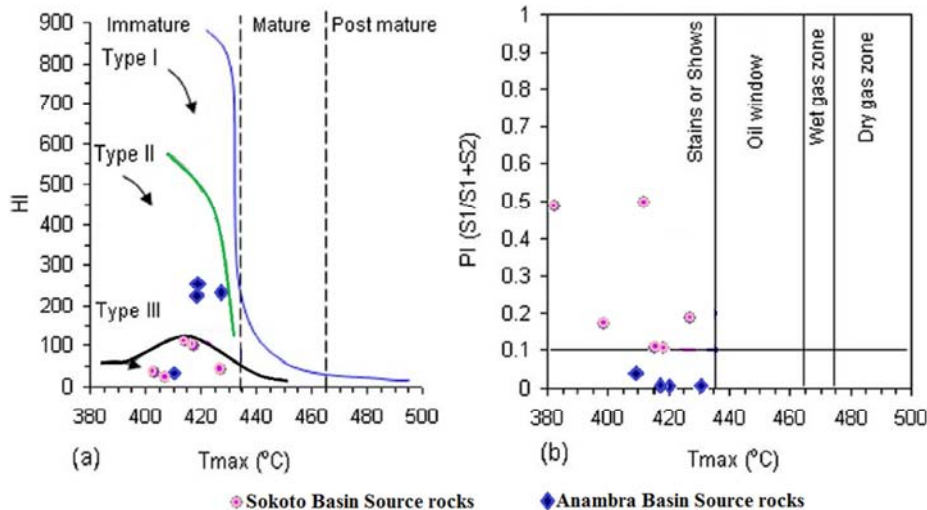 900
800
700
600
500
400
300
200
100
0
HI
Immature
Mature
Post mature
Type I
Type II
Type III
380 400 420 440 460 480 500
(a)
Tmax (°C)
1
0.9
0.8
0.7
0.6
0.5
0.4
0.3
0.2
0.1
0
PI (S1/S1+S2)
Stains or Shows
Oil window
Wet gas zone
Dry gas zone
380 400 420 440 460 480 500
(b)
Tmax (°C)
Sokoto Basin Source rocks
Anambra Basin Source rocks